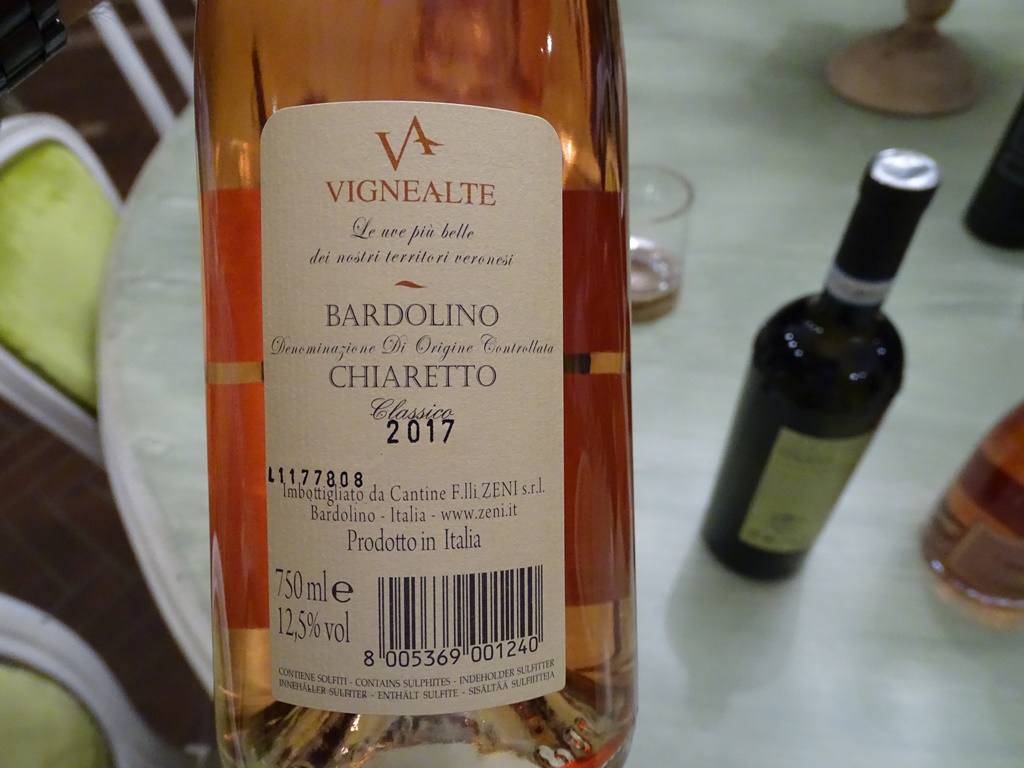 VA
VIGNEALTE
Le uve più belle
dei nostri territori veronesi
BARDOLINO
Denominazione Di Origine Controllata
CHIARETTO
Classico
2017
L1177808
Imbottigliato da Cantine F.lli ZENI s.r.l.
Bardolino - Italia - www.zeni.it
Prodotto in Italia
750 ml e
12,5% vol
8 005369 001240
CONTIENE SOLFITI - CONTAINS SULPHITES - INDEHOLDER SULFITTER
INNEHÅLLER SULFITER - ENTHÄLT SULFITE - SISÄLTÄÄ SULFIITTEJA